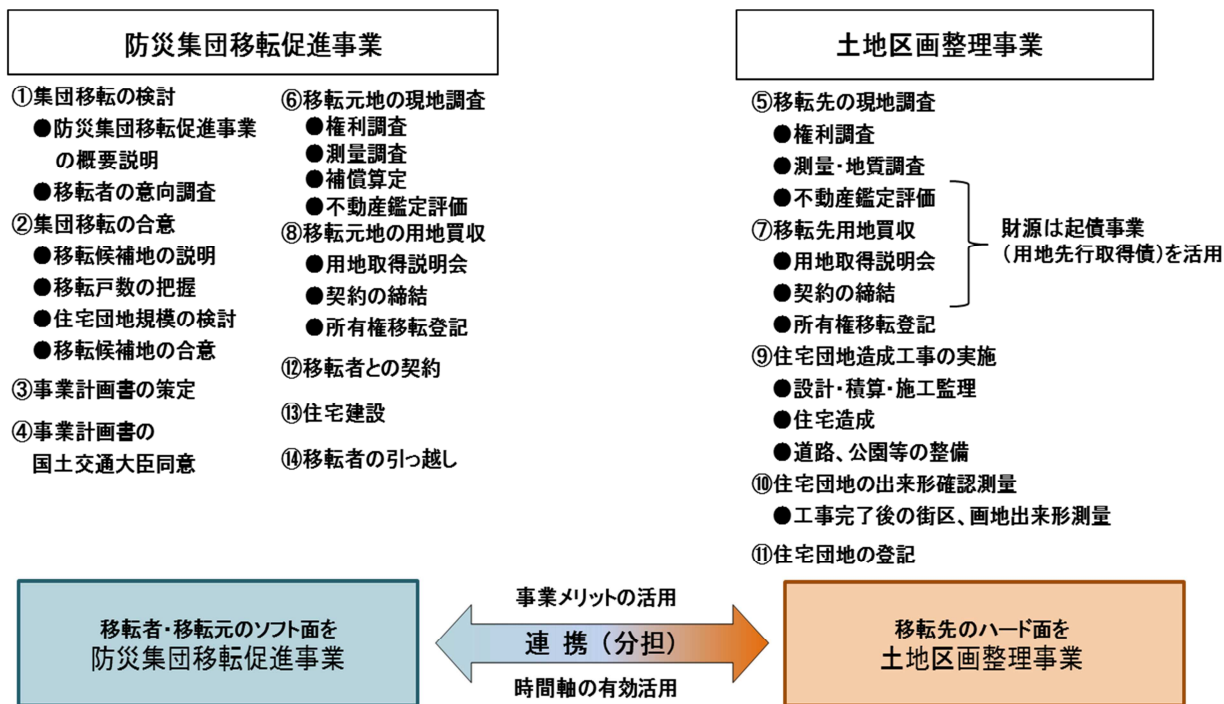 防災集団移転促進事業
①集団移転の検討
●防災集団移転促進事業
の概要説明
●移転者の意向調査
②集団移転の合意
●移転候補地の説明
●移転戸数の把握
●住宅団地規模の検討
●移転候補地の合意
③事業計画書の策定
④事業計画書の
国土交通大臣同意
⑥移転元地の現地調査
●権利調査
●測量調査
●補償算定
●不動産鑑定評価
⑧移転元地の用地買収
●用地取得説明会
●契約の締結
●所有権移転登記
⑫移転者との契約
⑬住宅建設
⑭移転者の引っ越し
土地区画整理事業
⑤移転先の現地調査
●権利調査
●測量・地質調査
●不動産鑑定評価
⑦移転先用地買収
●用地取得説明会
●契約の締結
●所有権移転登記
財源は起債事業
（用地先行取得債）を活用
⑨住宅団地造成工事の実施
●設計・積算・施工監理
●住宅造成
●道路、公園等の整備
⑩住宅団地の出来形確認測量
●工事完了後の街区、画地出来形測量
⑪住宅団地の登記
移転者・移転元のソフト面を
防災集団移転促進事業
事業メリットの活用
連 携 （分担）
時間軸の有効活用
移転先のハード面を
土地区画整理事業